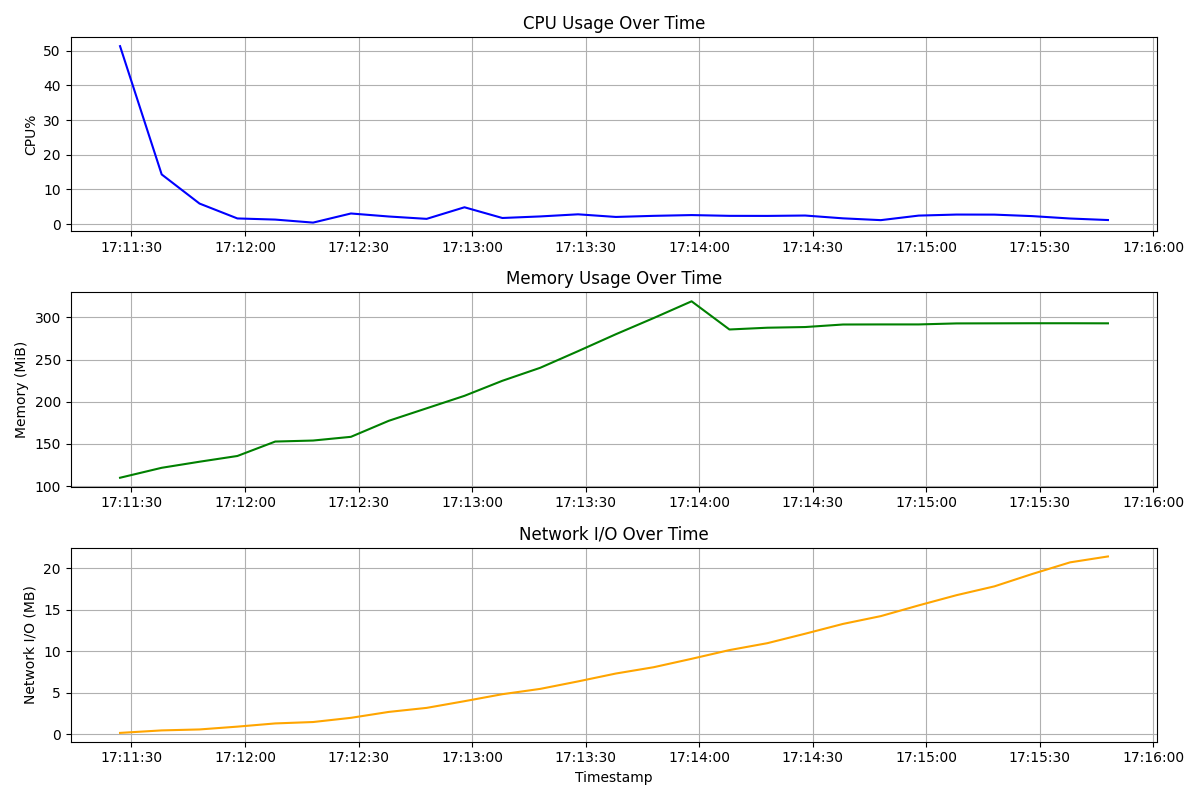 CPU Usage Over Time
50
40
30
20
10
0
CPU%
17:11:30 17:12:00 17:12:30 17:13:00 17:13:30 17:14:00 17:14:30 17:15:00 17:15:30 17:16:00
Memory Usage Over Time
300
250
200
150
100
Memory (MiB)
17:11:30 17:12:00 17:12:30 17:13:00 17:13:30 17:14:00 17:14:30 17:15:00 17:15:30 17:16:00
Network I/O Over Time
20
15
10
5
0
Network I/O (MB)
17:11:30 17:12:00 17:12:30 17:13:00 17:13:30 17:14:00 17:14:30 17:15:00 17:15:30 17:16:00
Timestamp